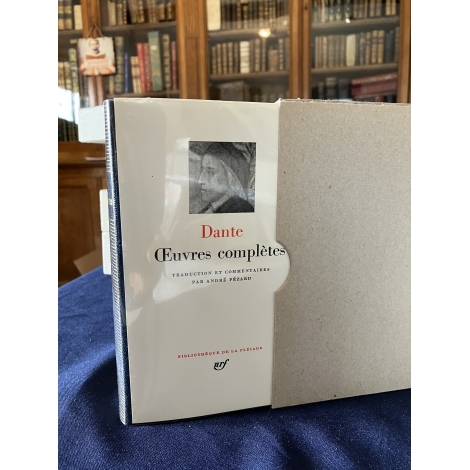 Dante
Œuvres complètes
TRADUCTION ET COMMENTAIRES
PAR ANDRÉ PÉZARD
BIBLIOTHÈQUE DE LA PLÉIADE
nrf